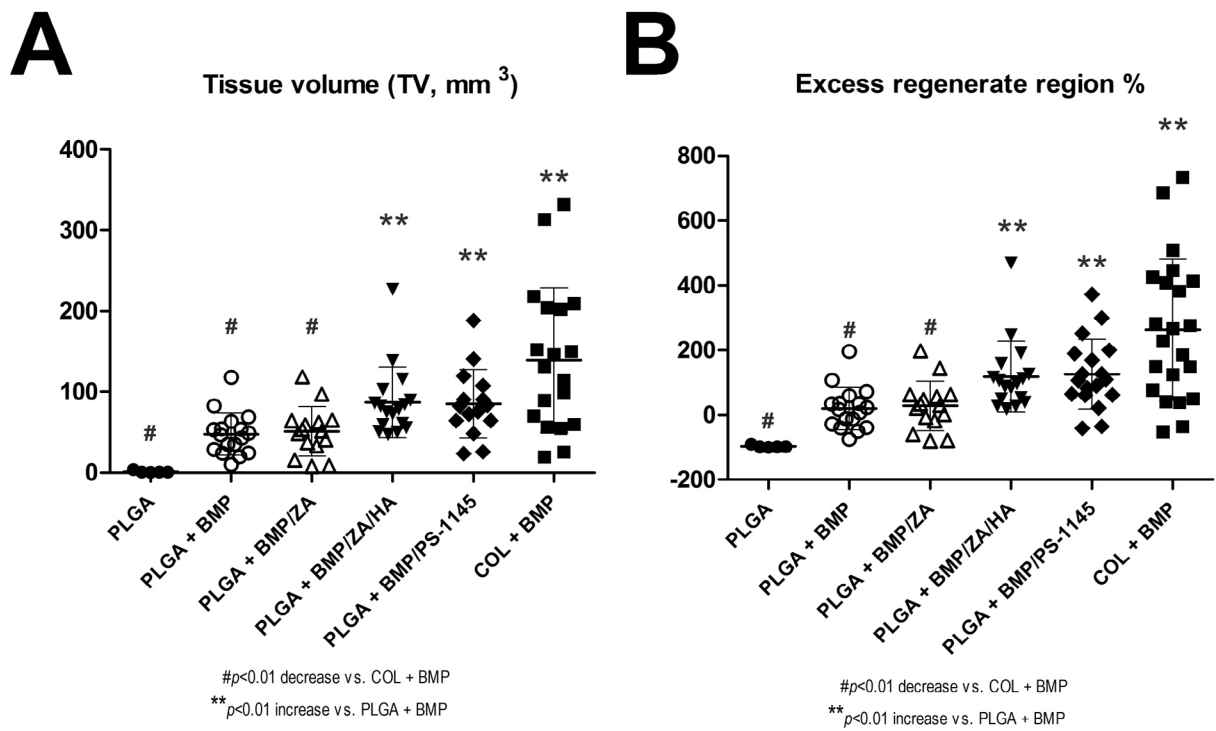 A
Tissue volume (TV, mm 3)
400
300
200
100
0
#
#
#
**
**
**
PLGA
PLGA + BMP
PLGA + BMP/ZA
PLGA + BMP/ZA/HA
PLGA + BMP/PS-1145
COL + BMP
#p<0.01 decrease vs. COL + BMP
**p<0.01 increase vs. PLGA + BMP
B
Excess regenerate region %
800
600
400
200
0
-200
#
#
#
**
**
**
PLGA
PLGA + BMP
PLGA + BMP/ZA
PLGA + BMP/ZA/HA
PLGA + BMP/PS-1145
COL + BMP
#p<0.01 decrease vs. COL + BMP
**p<0.01 increase vs. PLGA + BMP